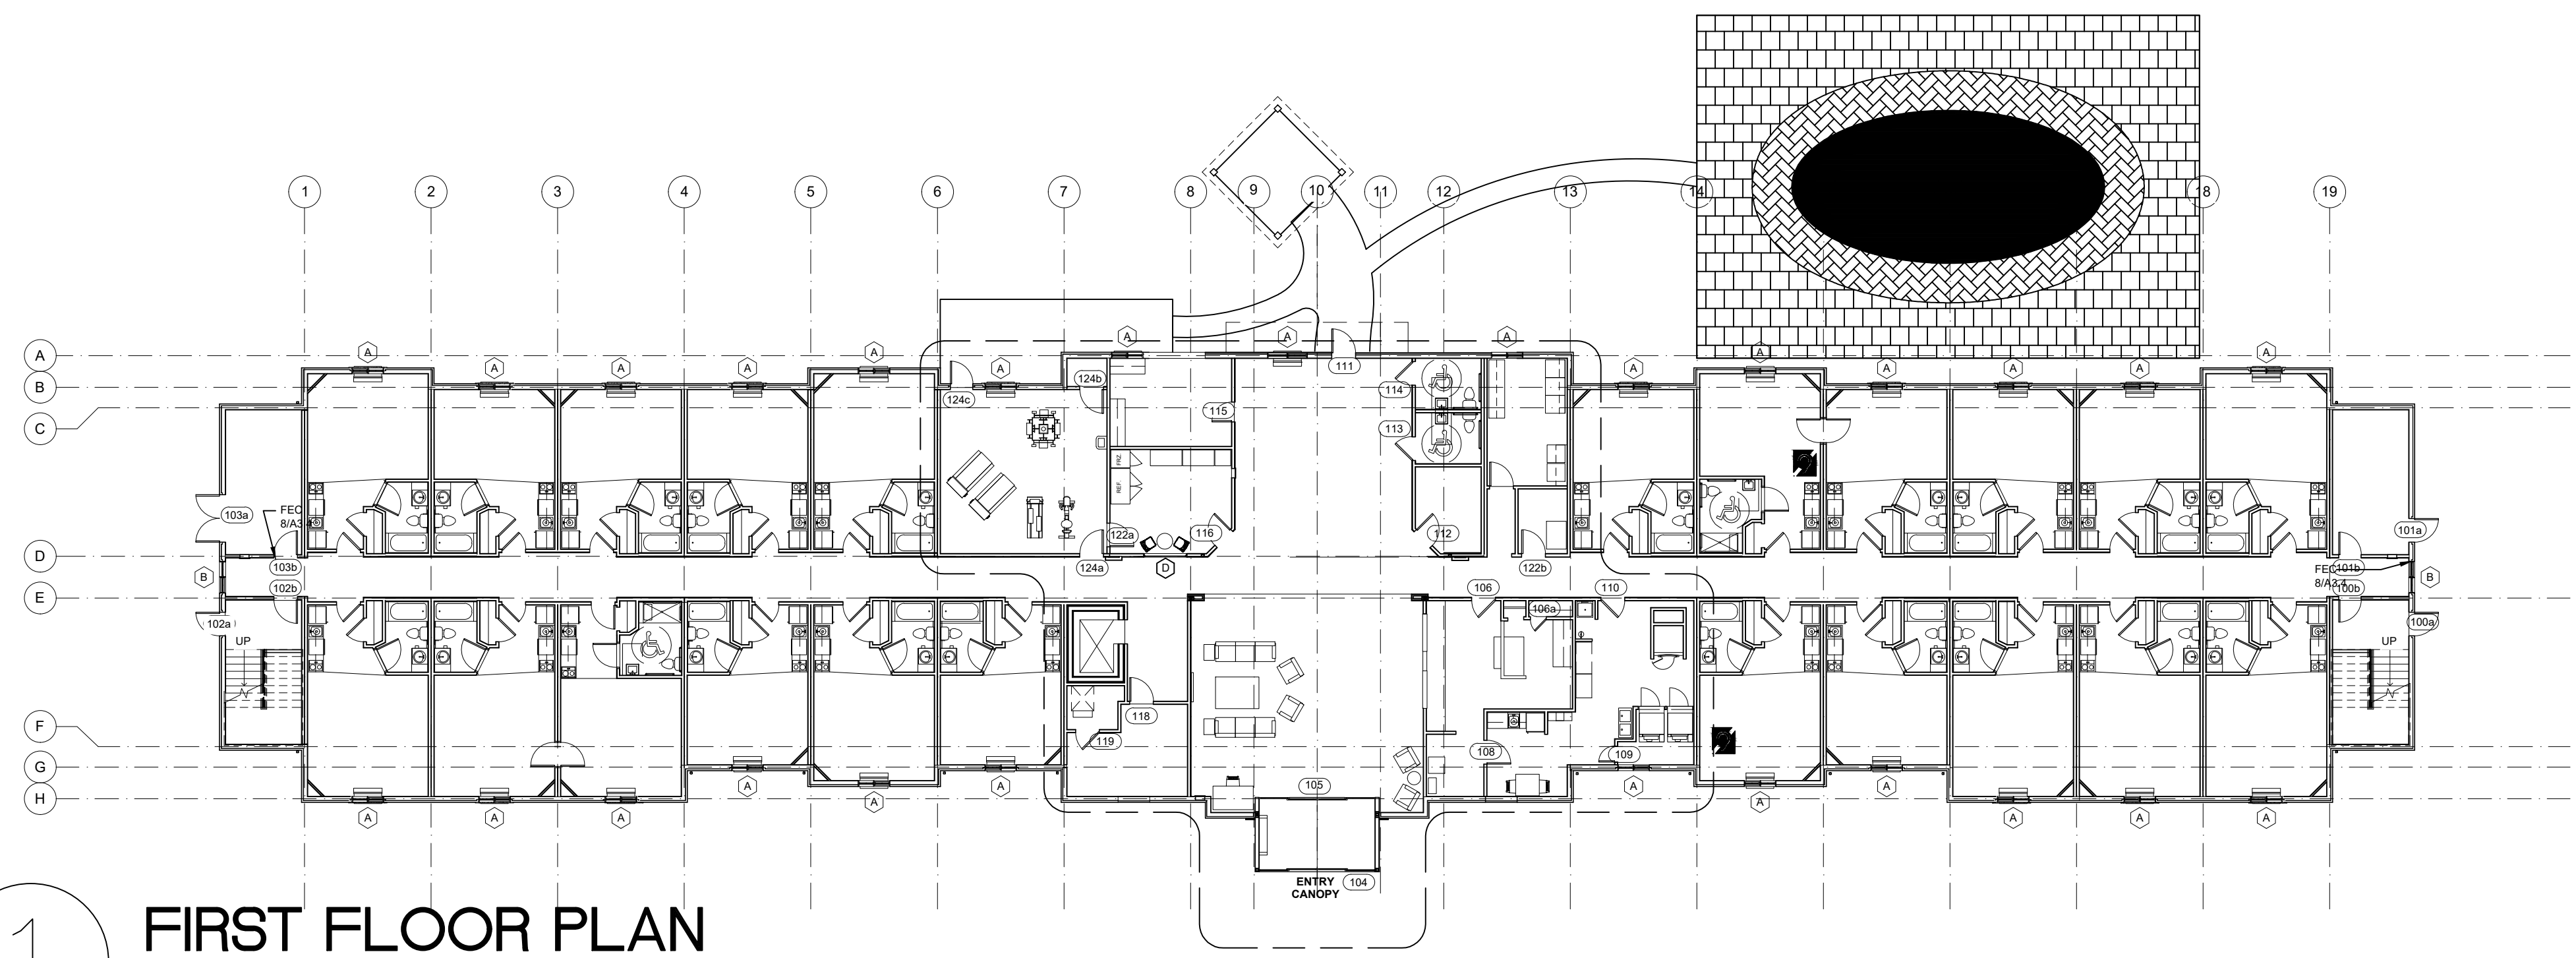 1 2 3 4 5 6 7 8 9 10 11 12 13 14 18 19
A A A
A
B
A A A A A A A A A A A A
111
124b
124c
114
C
115
113
FRZ.
REF.
103a
FEC
8/A3.4
122a
116
112
101a
D
103b
124a
D
122b
FEC
101b
B
B
8/A3.4
E
102b
106
110
100b
102a
106a
100a
UP
UP
118
F
119
108
109
G
105
H
A A A A A A A A A A A A
ENTRY
CANOPY
104
1
FIRST FLOOR PLAN